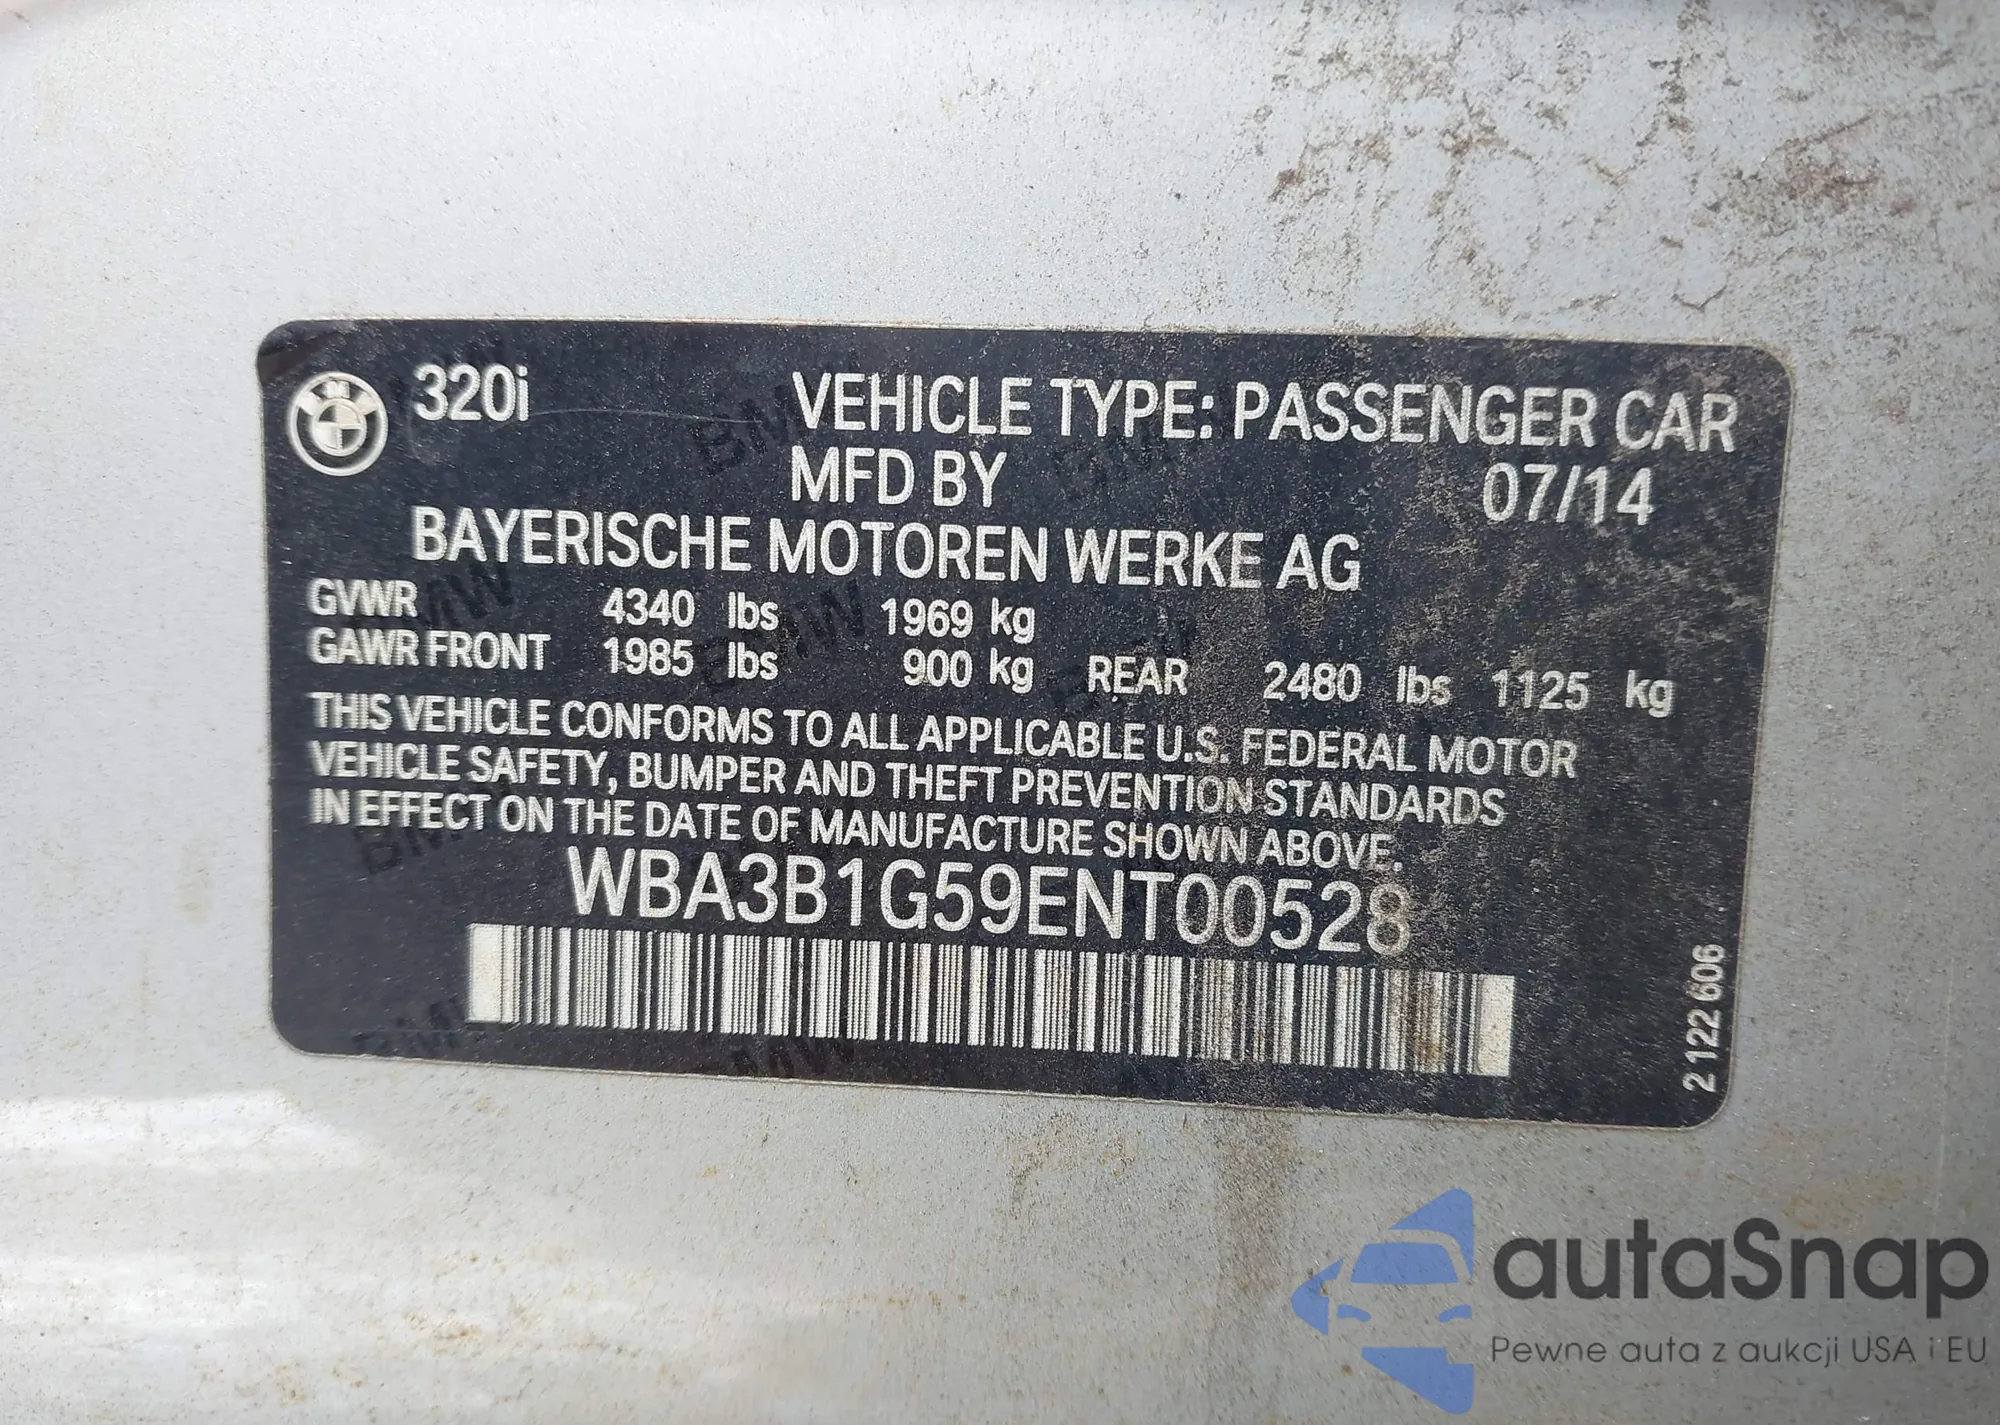 320i
VEHICLE TYPE: PASSENGER CAR
MFD BY 07/14
BAYERISCHE MOTOREN WERKE AG
GVWR 4340 lbs 1969 kg
GAWR FRONT 1985 lbs 900 kg REAR 2480 lbs 1125 kg
THIS VEHICLE CONFORMS TO ALL APPLICABLE U.S. FEDERAL MOTOR
VEHICLE SAFETY, BUMPER AND THEFT PREVENTION STANDARDS
IN EFFECT ON THE DATE OF MANUFACTURE SHOWN ABOVE.
WBA3B1G59ENT00528
2 122 606
autaSnap
Pewne auta z aukcji USA i EU